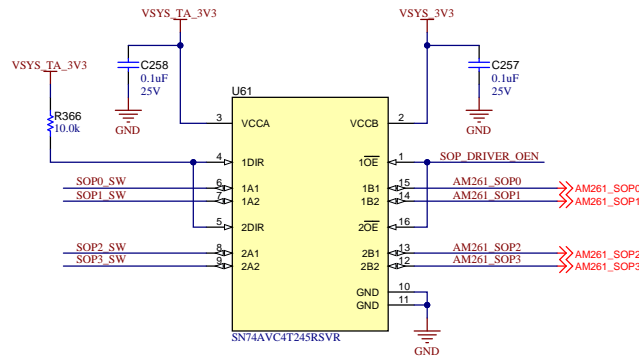 VSYS_TA_3V3
VSYS_3V3
VSYS_TA_3V3
C258
0.1uF
25V
GND
C257
0.1uF
25V
GND
R366
10.0k
U61
3 VCCA VCCB 2
4 1DIR 1OE 1 SOP_DRIVER_OEN
SOP0_SW 6 1A1 1B1 15 AM261_SOP0 AM261_SOP0
SOP1_SW 7 1A2 1B2 14 AM261_SOP1 AM261_SOP1
5 2DIR 2OE 16
SOP2_SW 8 2A1 2B1 13 AM261_SOP2 AM261_SOP2
SOP3_SW 9 2A2 2B2 12 AM261_SOP3 AM261_SOP3
GND 10
GND 11
SN74AVC4T245RSVR
GND